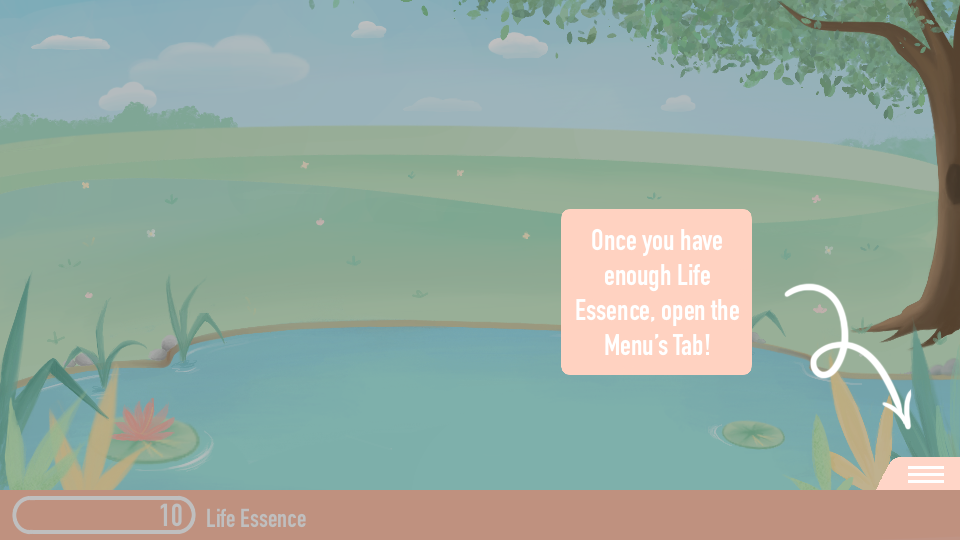 Once you have
enough Life
Essence, open the
Menu's Tab!
10 Life Essence